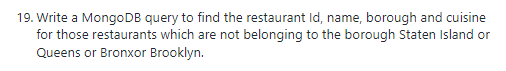 19. Write a MongoDB query to find the restaurant Id, name, borough and cuisine
for those restaurants which are not belonging to the borough Staten Island or
Queens or Bronxor Brooklyn.